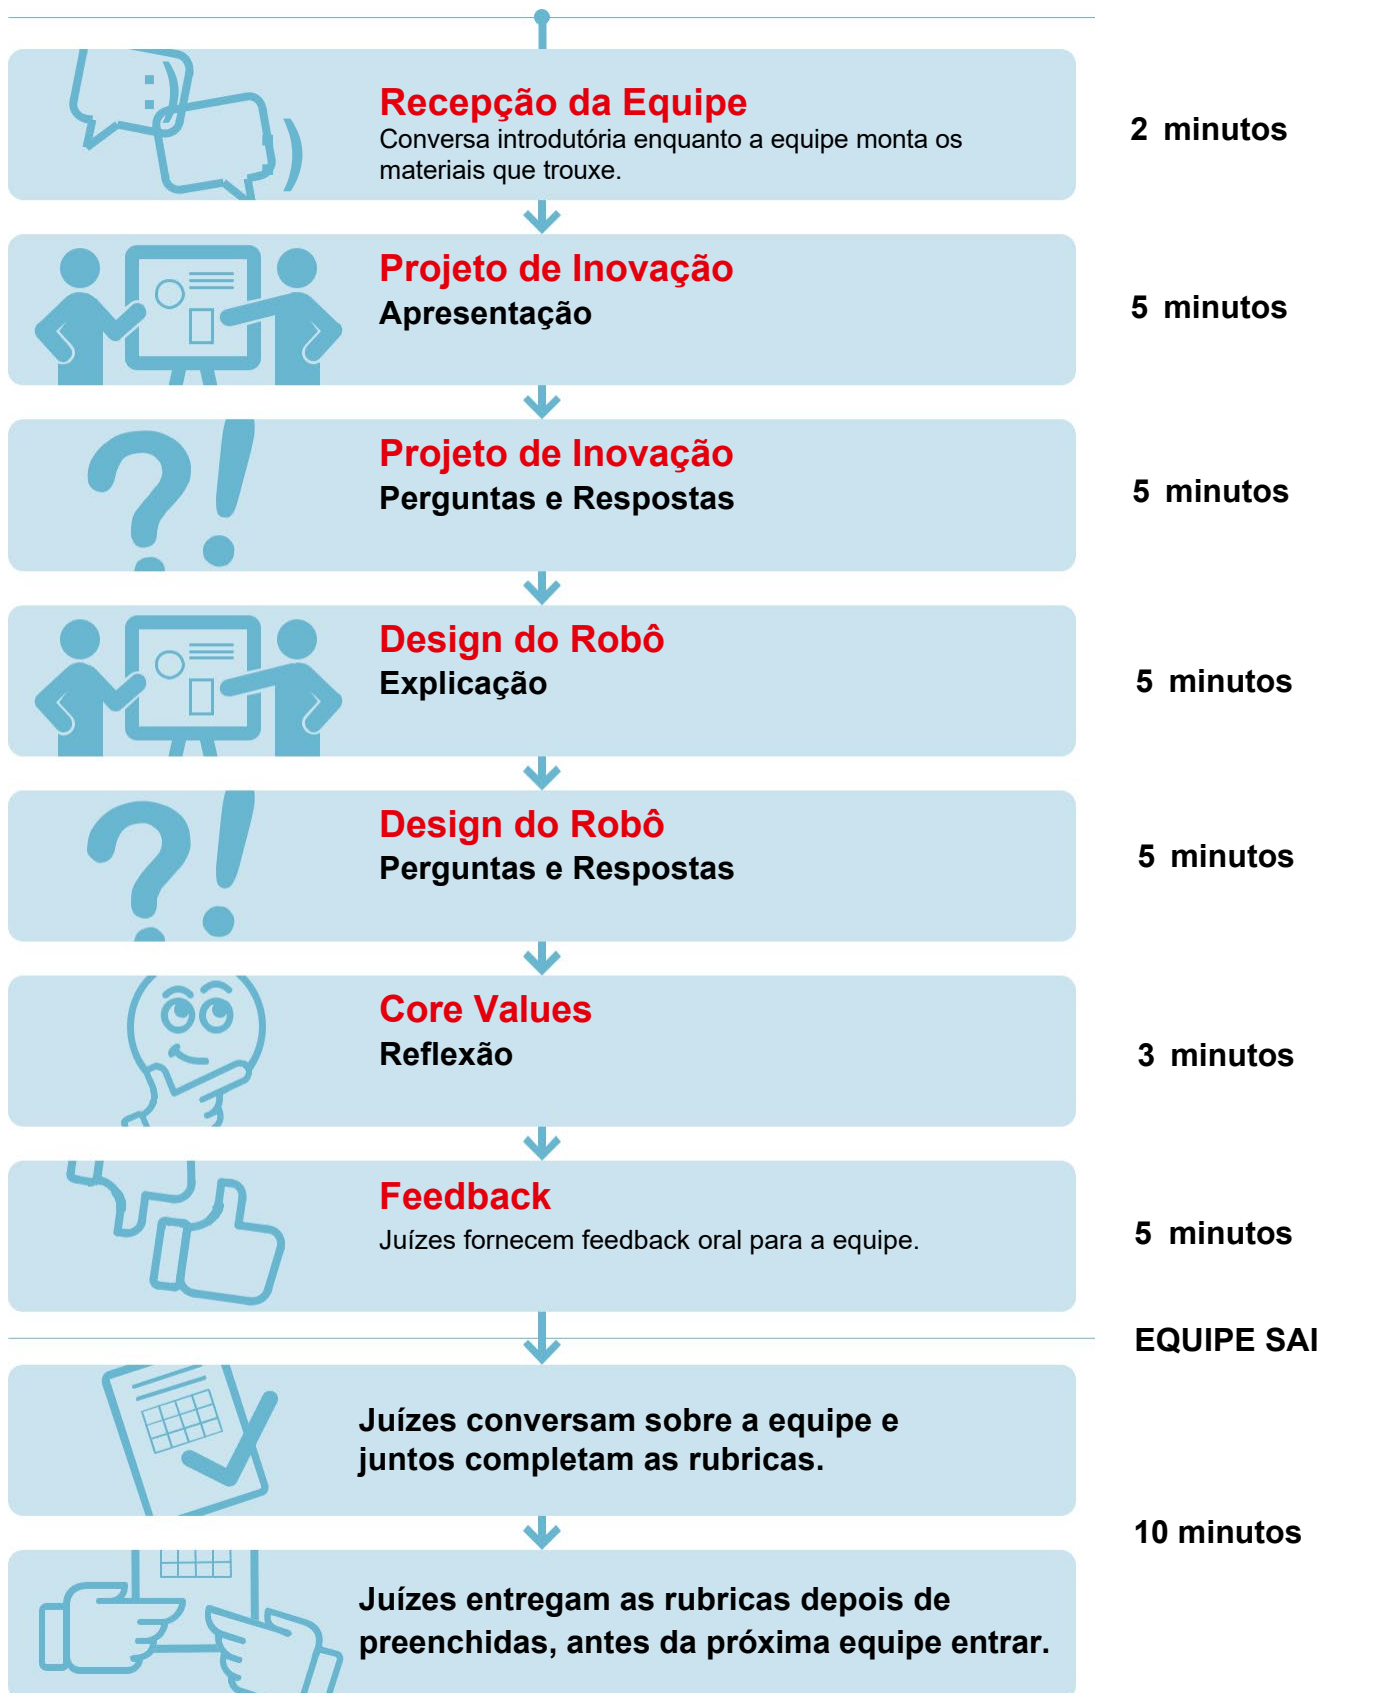 Recepção da Equipe
Conversa introdutória enquanto a equipe monta os
materiais que trouxe.
2 minutos
Projeto de Inovação
Apresentação
5 minutos
Projeto de Inovação
Perguntas e Respostas
5 minutos
Design do Robô
Explicação
5 minutos
Design do Robô
Perguntas e Respostas
5 minutos
Core Values
Reflexão
3 minutos
Feedback
Juízes fornecem feedback oral para a equipe.
5 minutos
EQUIPE SAI
Juízes conversam sobre a equipe e
juntos completam as rubricas.
10 minutos
Juízes entregam as rubricas depois de
preenchidas, antes da próxima equipe entrar.